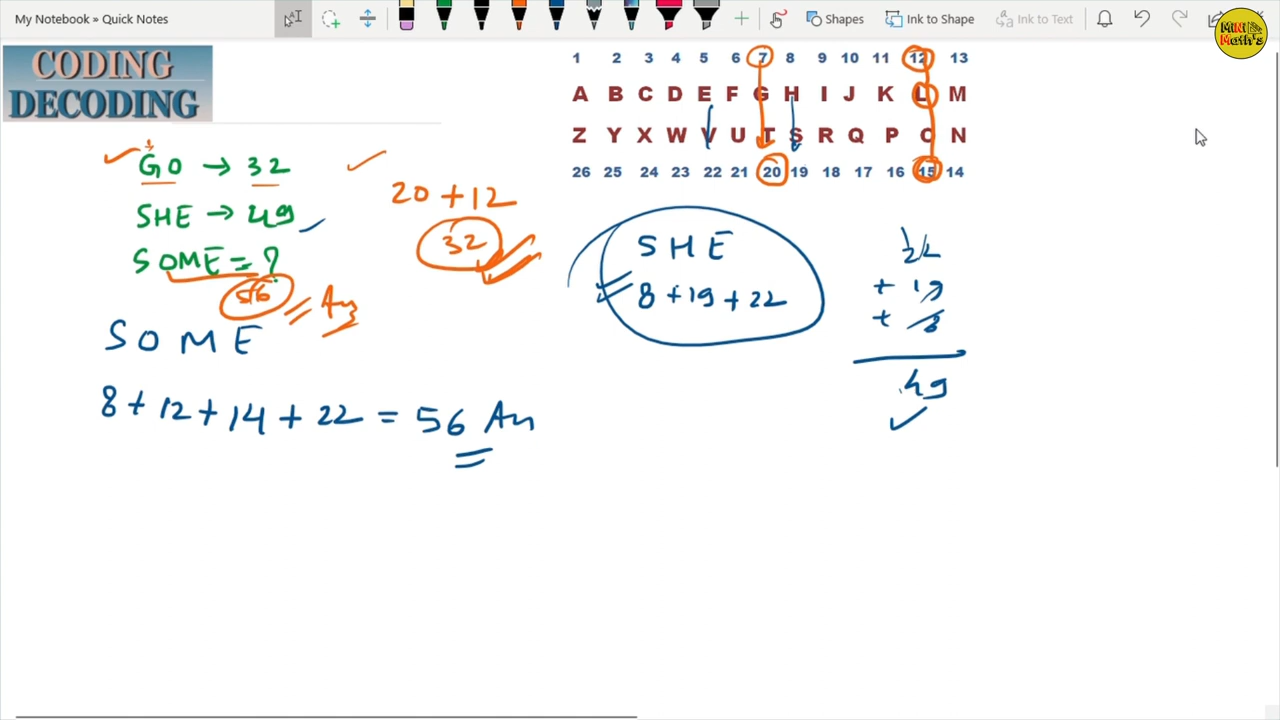 My Notebook » Quick Notes
Shapes
Ink to Shape
Ink to Text
MiNi
Math's
CODING
DECODING
1 2 3 4 5 6 7 8 9 10 11 12 13
A B C D E F G H I J K L M
Z Y X W V U T S R Q P O N
26 25 24 23 22 21 20 19 18 17 16 15 14
GO → 32
SHE → 49
SOME = ?
56
Ans
20 + 12
32
S H E
8 + 19 + 22
22
+ 19
+ 8
49
S O M E
8 + 12 + 14 + 22 = 56 An